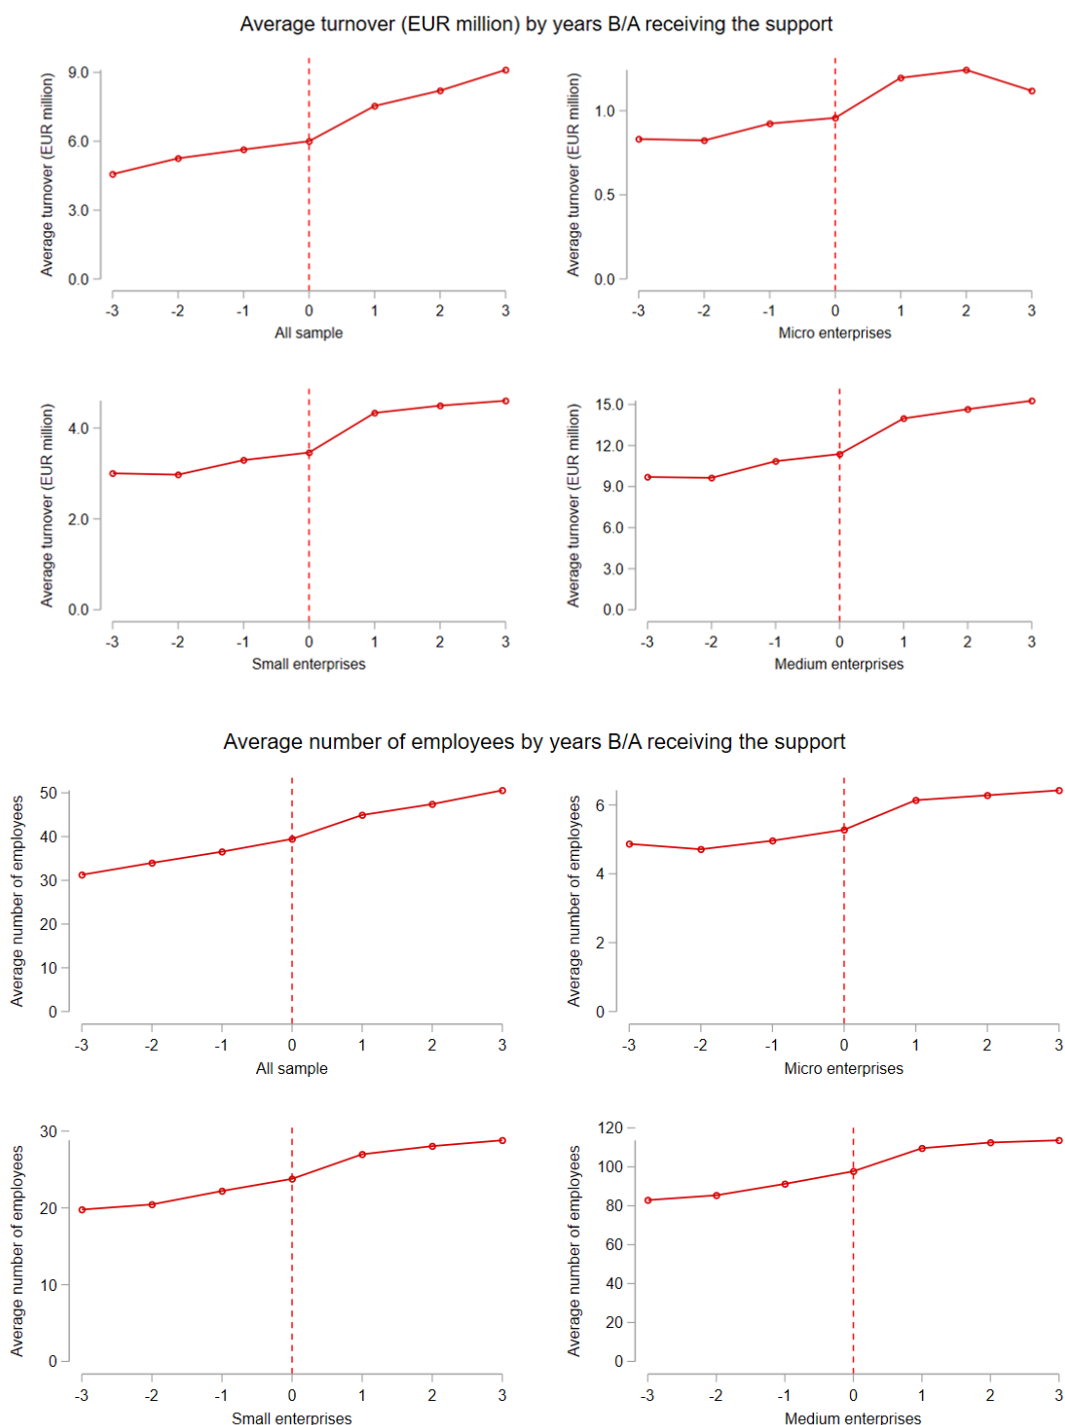 Average turnover (EUR million) by years B/A receiving the support
Average turnover (EUR million)
9.0
6.0
3.0
0.0
-3 -2 -1 0 1 2 3
All sample
Average turnover (EUR million)
1.0
0.5
0.0
-3 -2 -1 0 1 2 3
Micro enterprises
Average turnover (EUR million)
4.0
2.0
0.0
-3 -2 -1 0 1 2 3
Small enterprises
Average turnover (EUR million)
15.0
12.0
9.0
6.0
3.0
0.0
-3 -2 -1 0 1 2 3
Medium enterprises
Average number of employees by years B/A receiving the support
Average number of employees
50
40
30
20
10
0
-3 -2 -1 0 1 2 3
All sample
Average number of employees
6
4
2
0
-3 -2 -1 0 1 2 3
Micro enterprises
Average number of employees
30
20
10
0
-3 -2 -1 0 1 2 3
Small enterprises
Average number of employees
120
100
80
60
40
20
0
-3 -2 -1 0 1 2 3
Medium enterprises